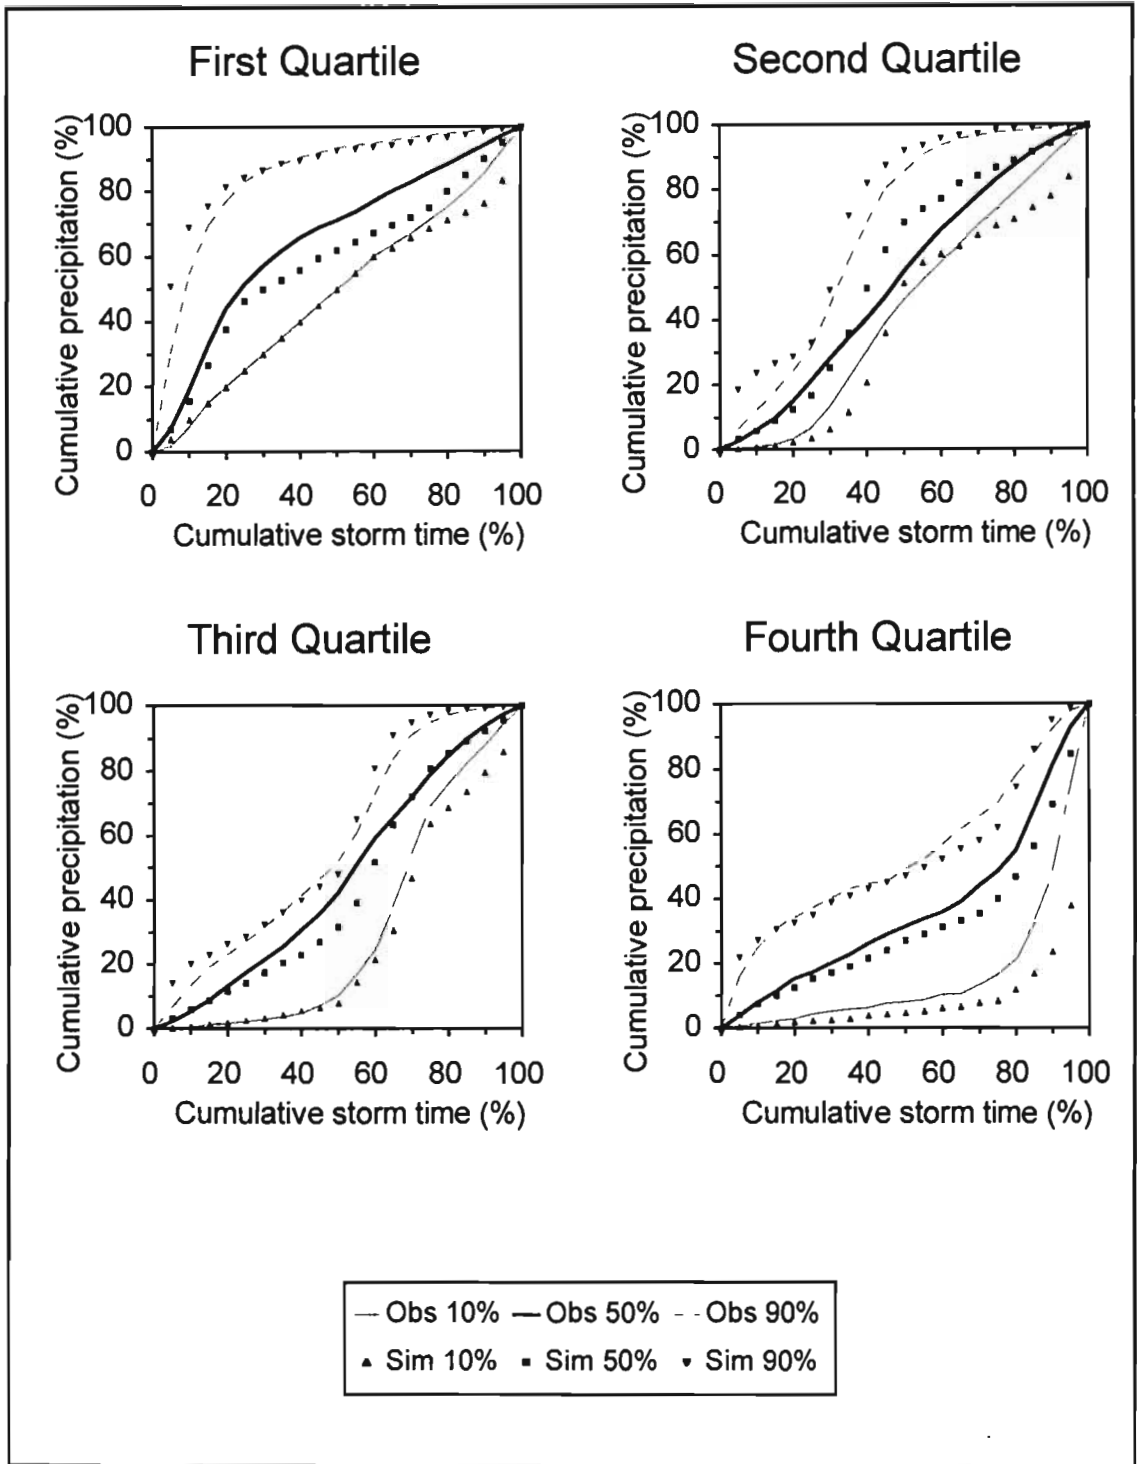 First Quartile
Second Quartile
Cumulative precipitation (%)
100
80
60
40
20
0
0 20 40 60 80 100
Cumulative storm time (%)
Cumulative precipitation (%)
100
80
60
40
20
0
0 20 40 60 80 100
Cumulative storm time (%)
Third Quartile
Fourth Quartile
Cumulative precipitation (%)
100
80
60
40
20
0
0 20 40 60 80 100
Cumulative storm time (%)
Cumulative precipitation (%)
100
80
60
40
20
0
0 20 40 60 80 100
Cumulative storm time (%)
Obs 10% Obs 50% Obs 90%
Sim 10% Sim 50% Sim 90%